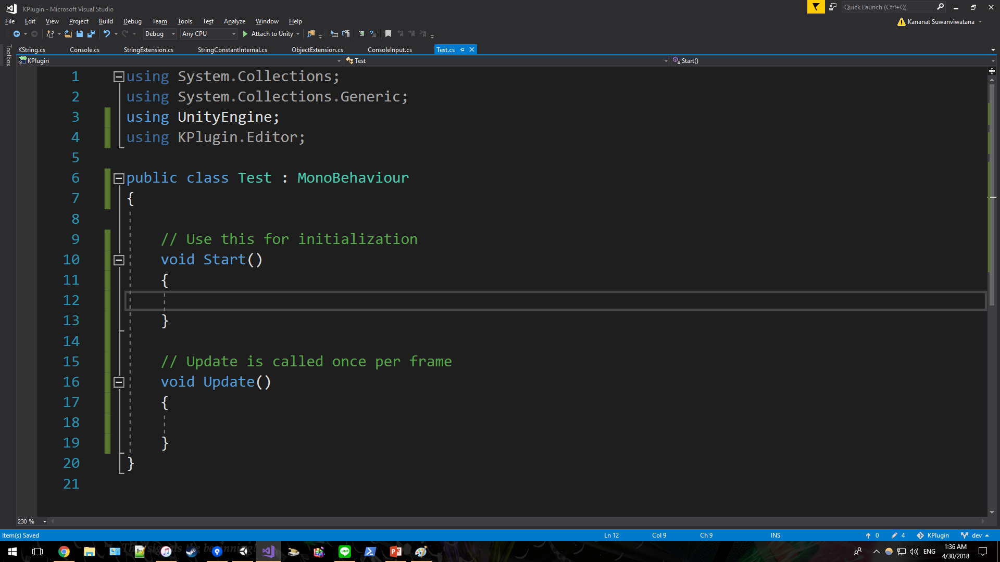 KPlugin - Microsoft Visual Studio
Quick Launch (Ctrl+Q)
File Edit View Project Build Debug Team Tools Test Analyze Window Help
Kananat Suwanviwatana
Debug Any CPU Attach to Unity
Toolbox
KString.cs Console.cs StringExtension.cs StringConstantInternal.cs ObjectExtension.cs ConsoleInput.cs Test.cs
KPlugin Test Start()
1 using System.Collections;
2 using System.Collections.Generic;
3 using UnityEngine;
4 using KPlugin.Editor;
5
6 public class Test : MonoBehaviour
7 {
8
9 // Use this for initialization
10 void Start()
11 {
12
13 }
14
15 // Update is called once per frame
16 void Update()
17 {
18
19 }
20 }
21
230 %
Item(s) Saved Ln 12 Col 9 Ch 9 INS 0 4 KPlugin dev
ENG 1:36 AM
4/30/2018